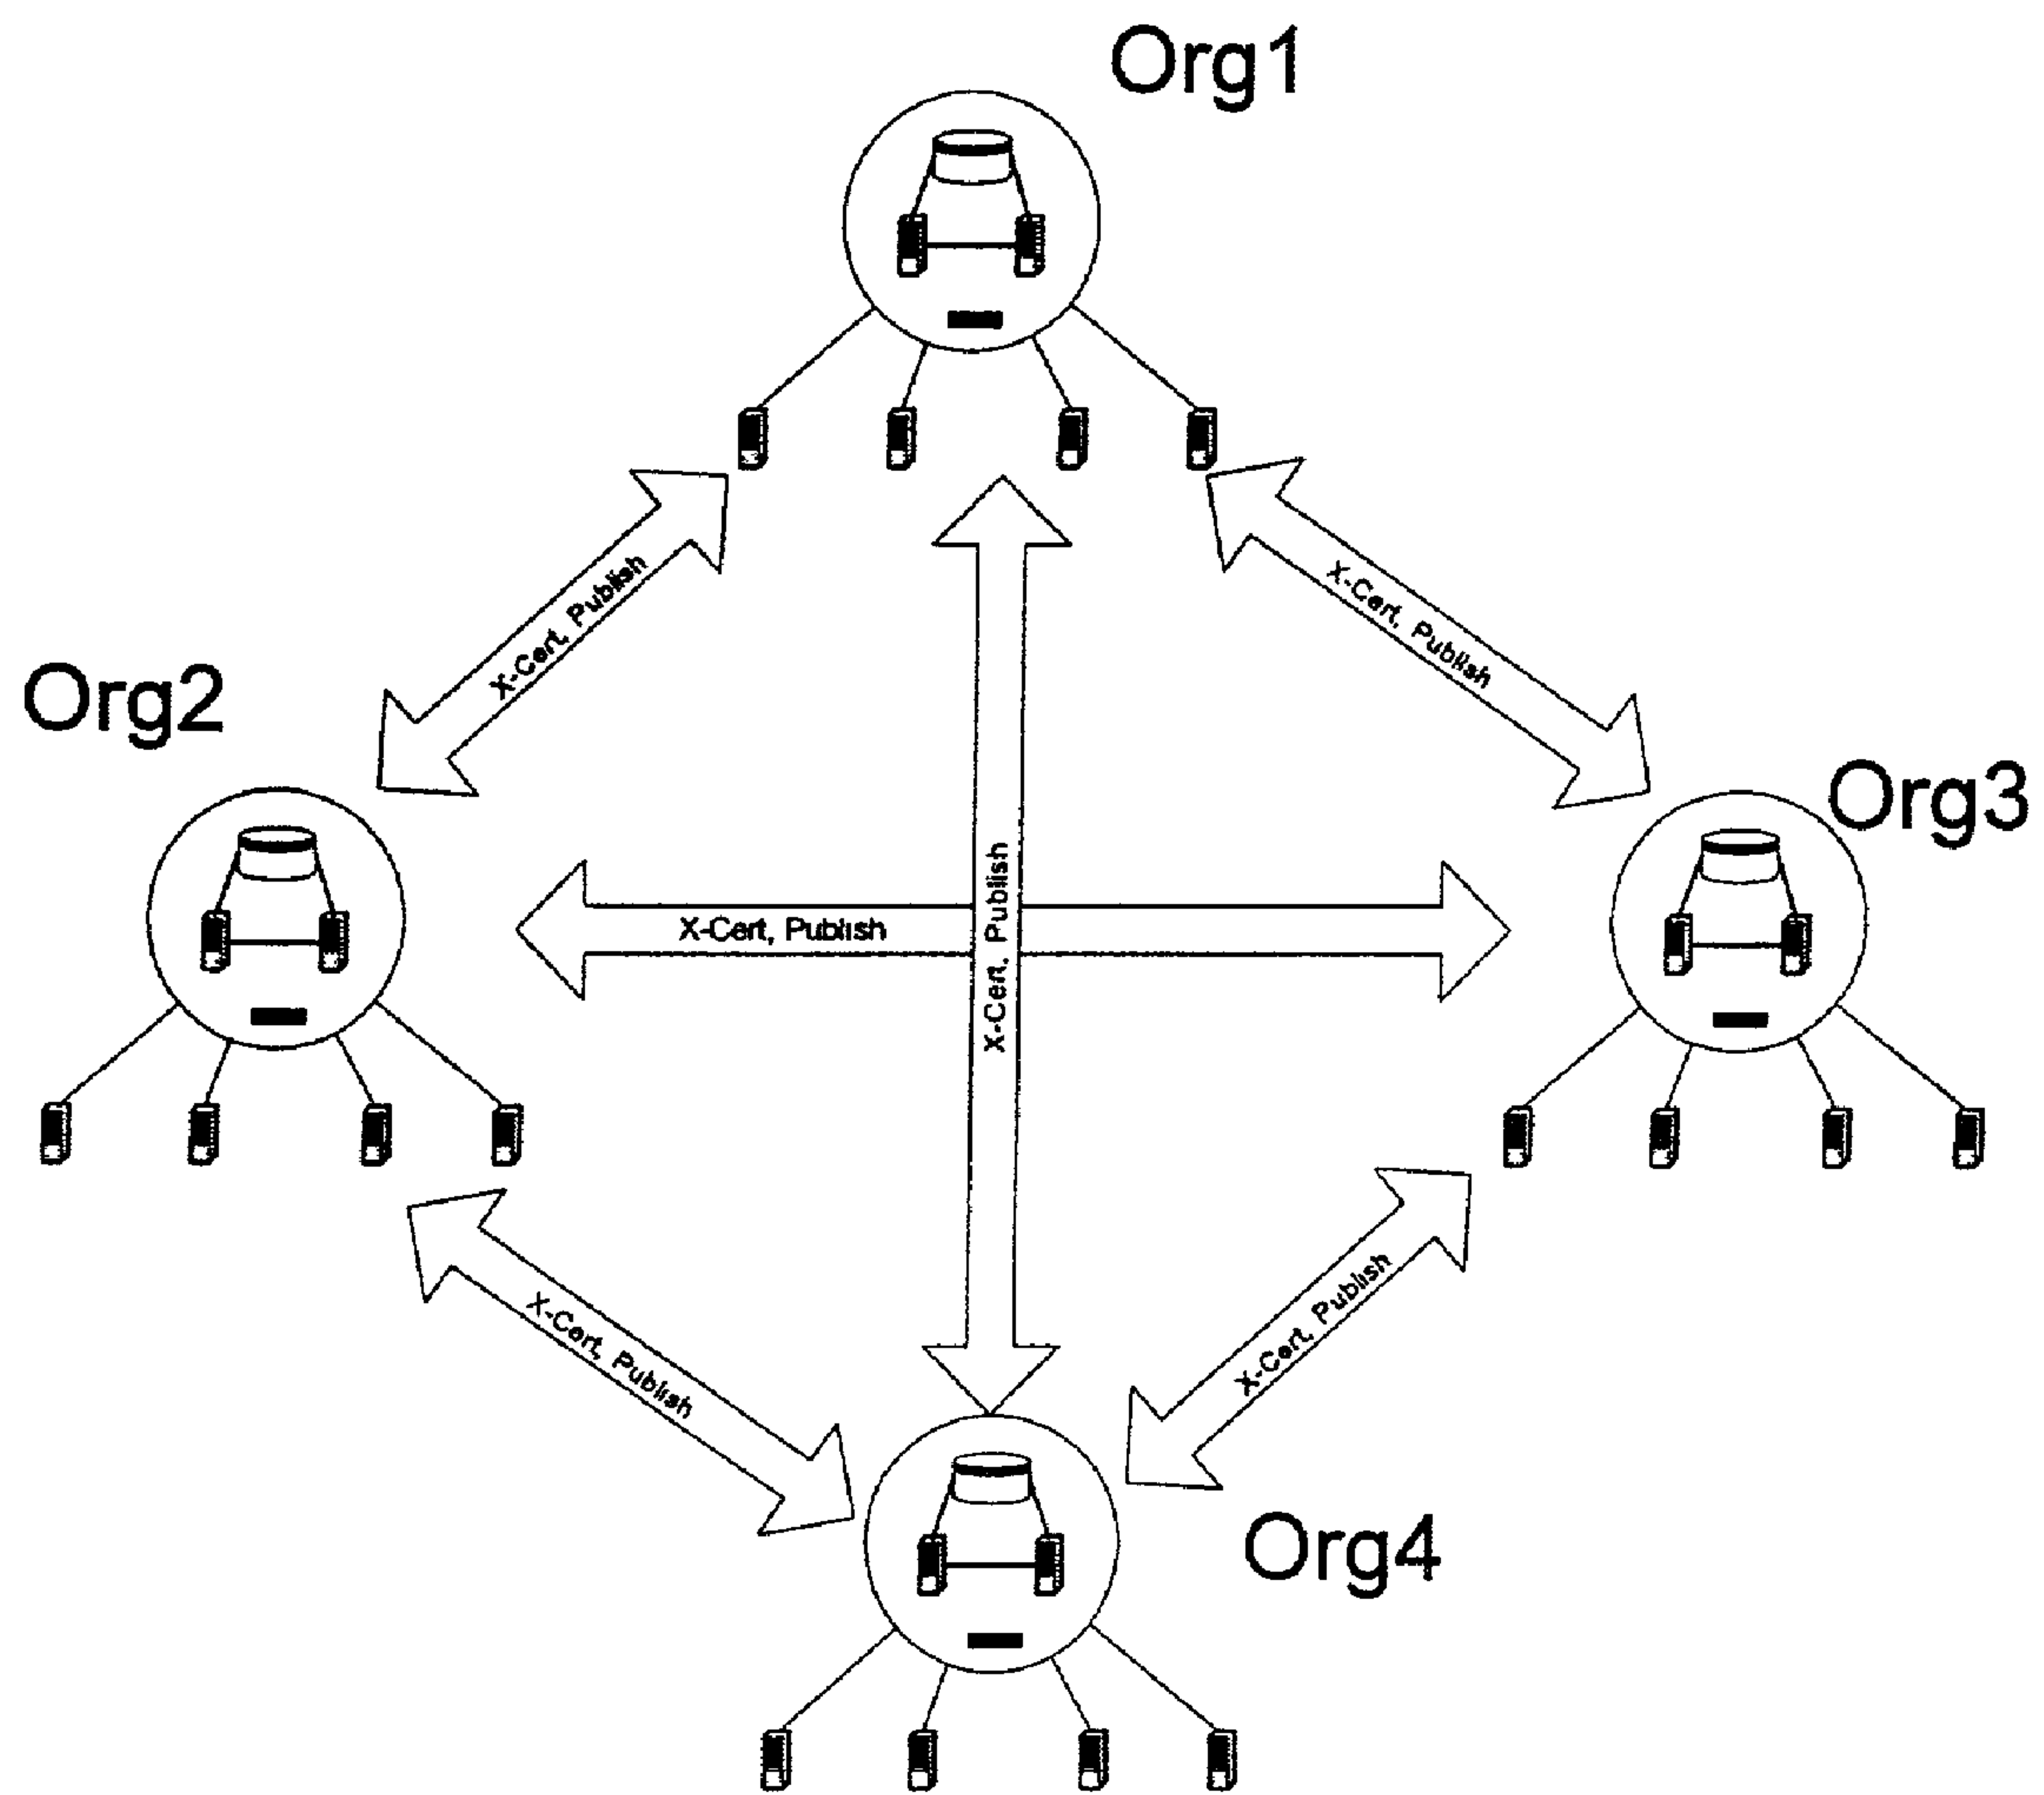 Org1
X-Cert, Publish
X-Cert, Publish
Org2
Org3
X-Cert, Publish
X-Cert, Publish
X-Cert, Publish
X-Cert, Publish
Org4